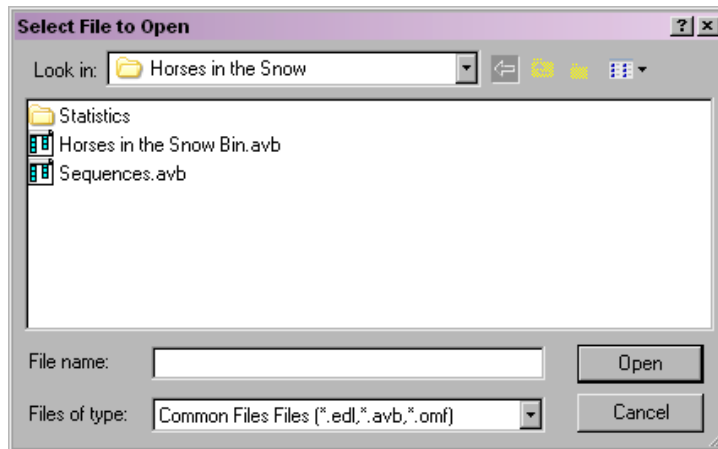 Select File to Open
Look in: Horses in the Snow
Statistics
Horses in the Snow Bin.avb
Sequences.avb
File name:
Open
Files of type: Common Files Files (*.edl,*.avb,*.omf)
Cancel